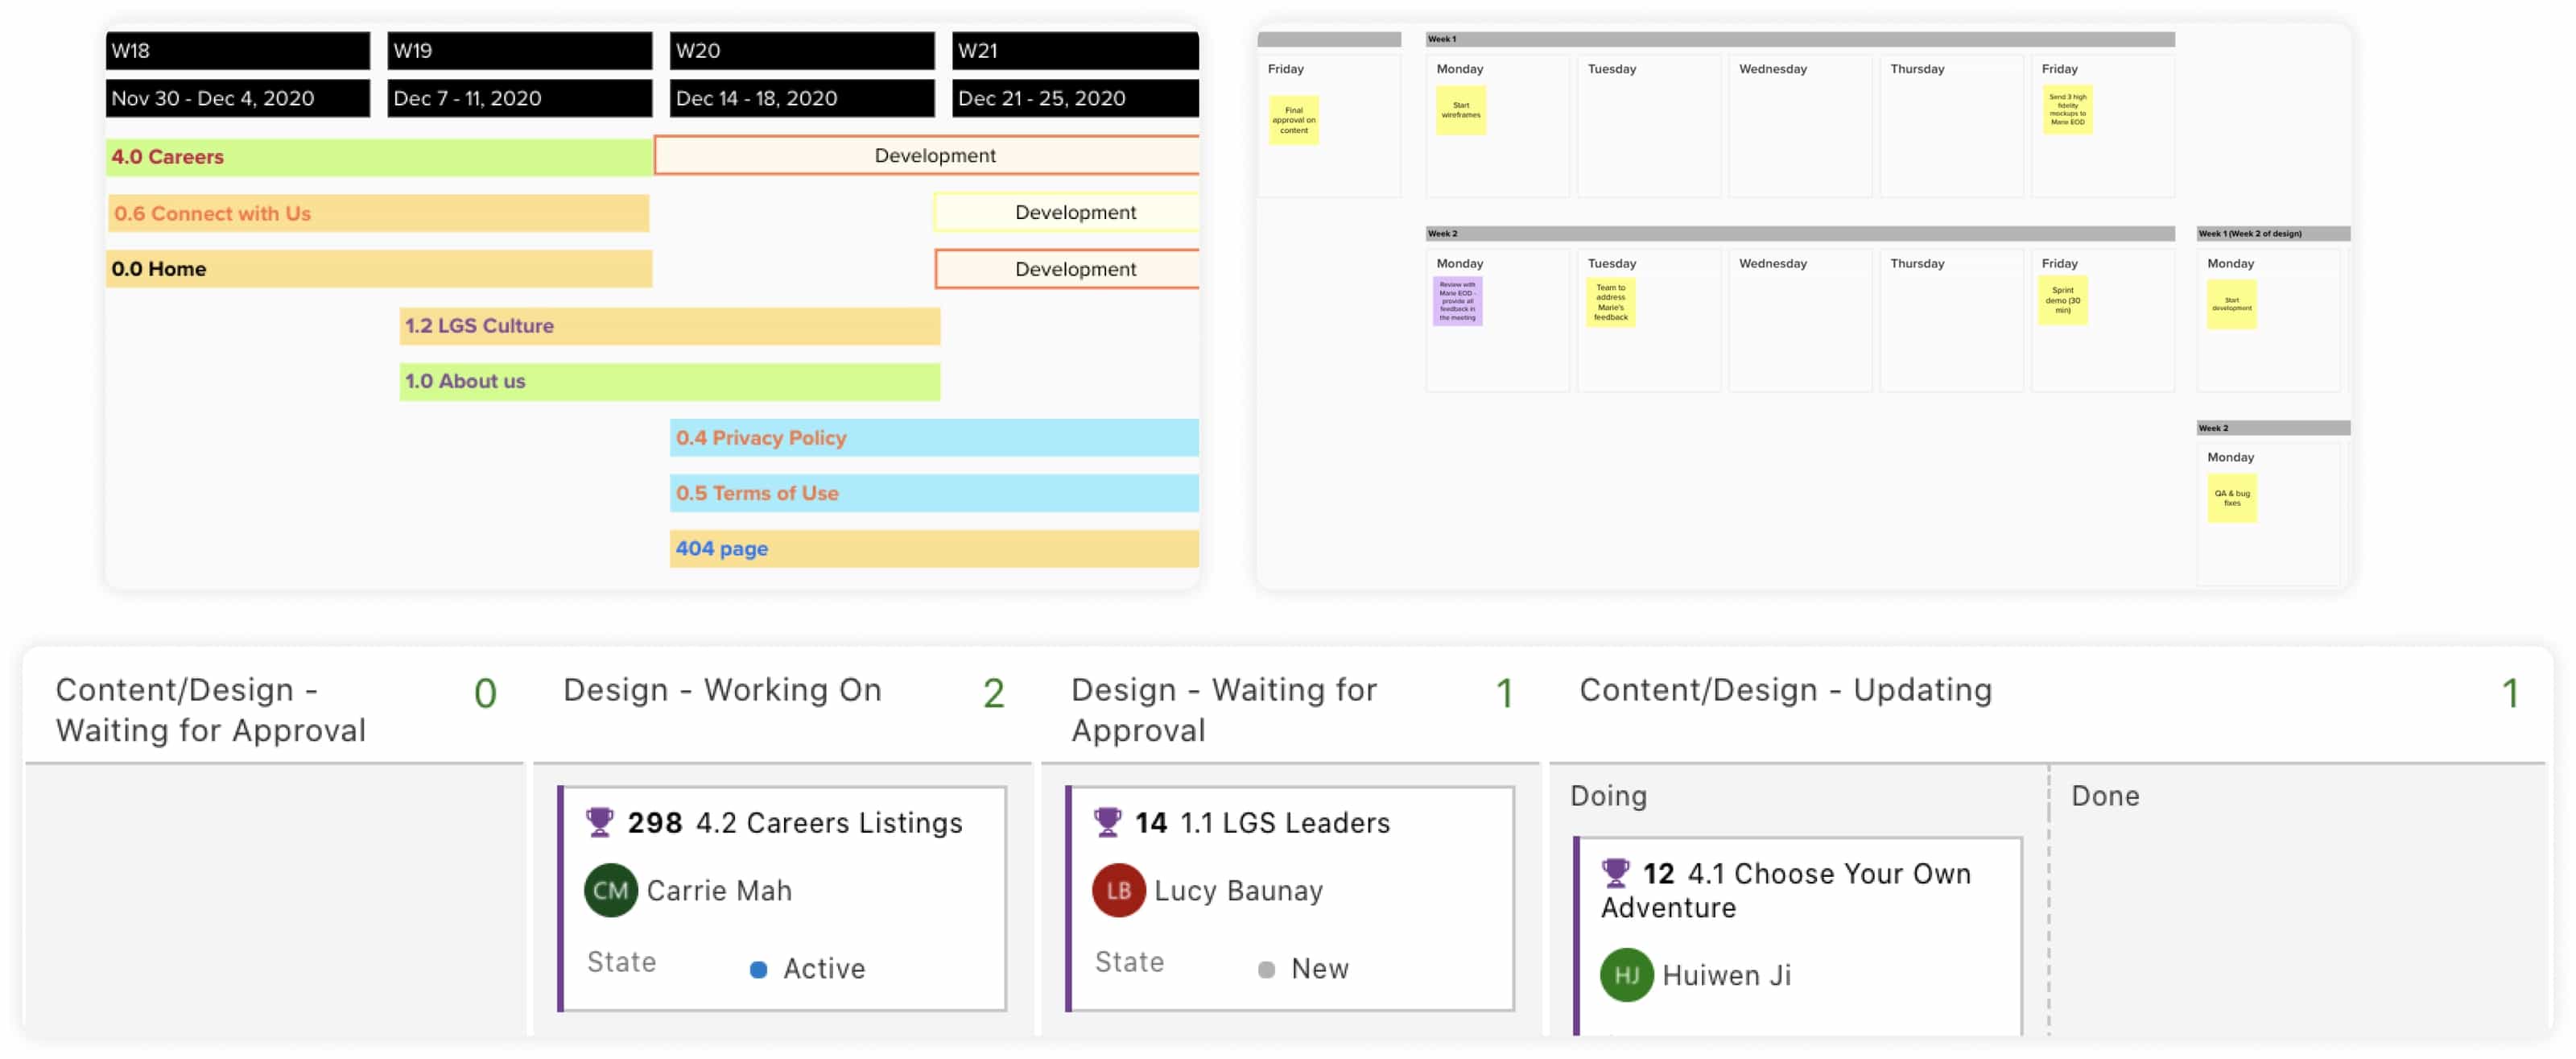 W18
W19
W20
W21
Nov 30 - Dec 4, 2020
Dec 7 - 11, 2020
Dec 14 - 18, 2020
Dec 21 - 25, 2020
4.0 Careers
Development
0.6 Connect with Us
Development
0.0 Home
Development
1.2 LGS Culture
1.0 About us
0.4 Privacy Policy
0.5 Terms of Use
404 page
Week 1
Friday
Monday
Tuesday
Wednesday
Thursday
Friday
Final
approval on
content
Start
wireframes
Send 3 high
fidelity
mockups to
Marie EOD
Week 2
Week 1 (Week 2 of design)
Monday
Tuesday
Wednesday
Thursday
Friday
Monday
Review with
Marie EOD -
provide all
feedback in
the meeting
Team to
address
Marie's
feedback
Sprint
demo (30
min)
Start
development
Week 2
Monday
QA & bug
fixes
Content/Design -
Waiting for Approval
0
Design - Working On
2
Design - Waiting for
Approval
1
Content/Design - Updating
1
298 4.2 Careers Listings
CM Carrie Mah
State Active
14 1.1 LGS Leaders
LB Lucy Baunay
State New
Doing
Done
12 4.1 Choose Your Own
Adventure
HJ Huiwen Ji